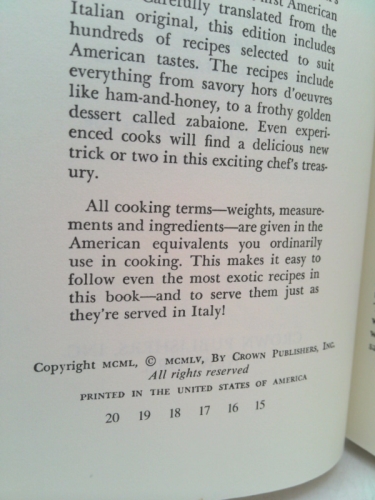 first American
Carefully translated from the
Italian original, this edition includes
hundreds of recipes selected to suit
American tastes. The recipes include
everything from savory hors d'oeuvres
like ham-and-honey, to a frothy golden
dessert called zabaione. Even experi-
enced cooks will find a delicious new
trick or two in this exciting chef's treas-
ury.
All cooking terms—weights, measure-
ments and ingredients—are given in the
American equivalents you ordinarily
use in cooking. This makes it easy to
follow even the most exotic recipes in
this book—and to serve them just as
they're served in Italy!
Copyright MCML, © MCMLV, By Crown Publishers, Inc.
All rights reserved
PRINTED IN THE UNITED STATES OF AMERICA
20 19 18 17 16 15